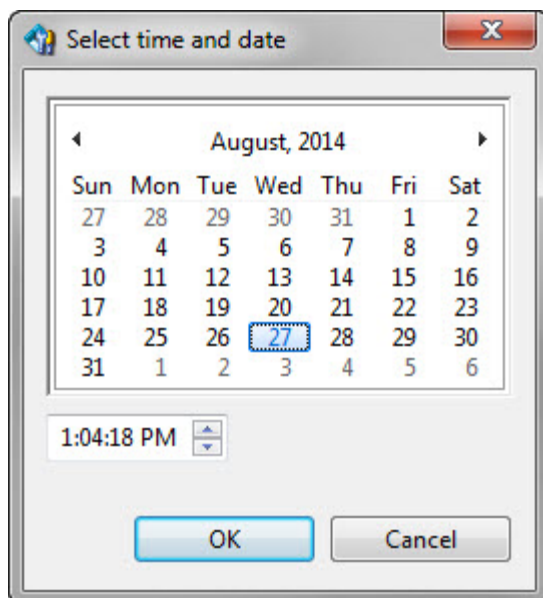 Select time and date
August, 2014
Sun Mon Tue Wed Thu Fri Sat
27 28 29 30 31 1 2
3 4 5 6 7 8 9
10 11 12 13 14 15 16
17 18 19 20 21 22 23
24 25 26 27 28 29 30
31 1 2 3 4 5 6
1:04:18 PM
OK Cancel